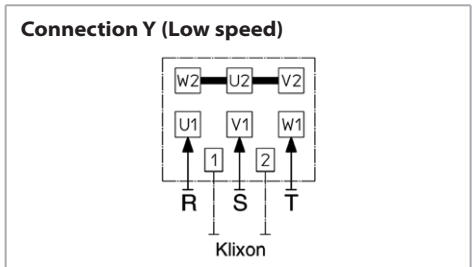 Connection Y (Low speed)
W2 U2 V2
U1 V1 W1
1 2
R S T
Klixon